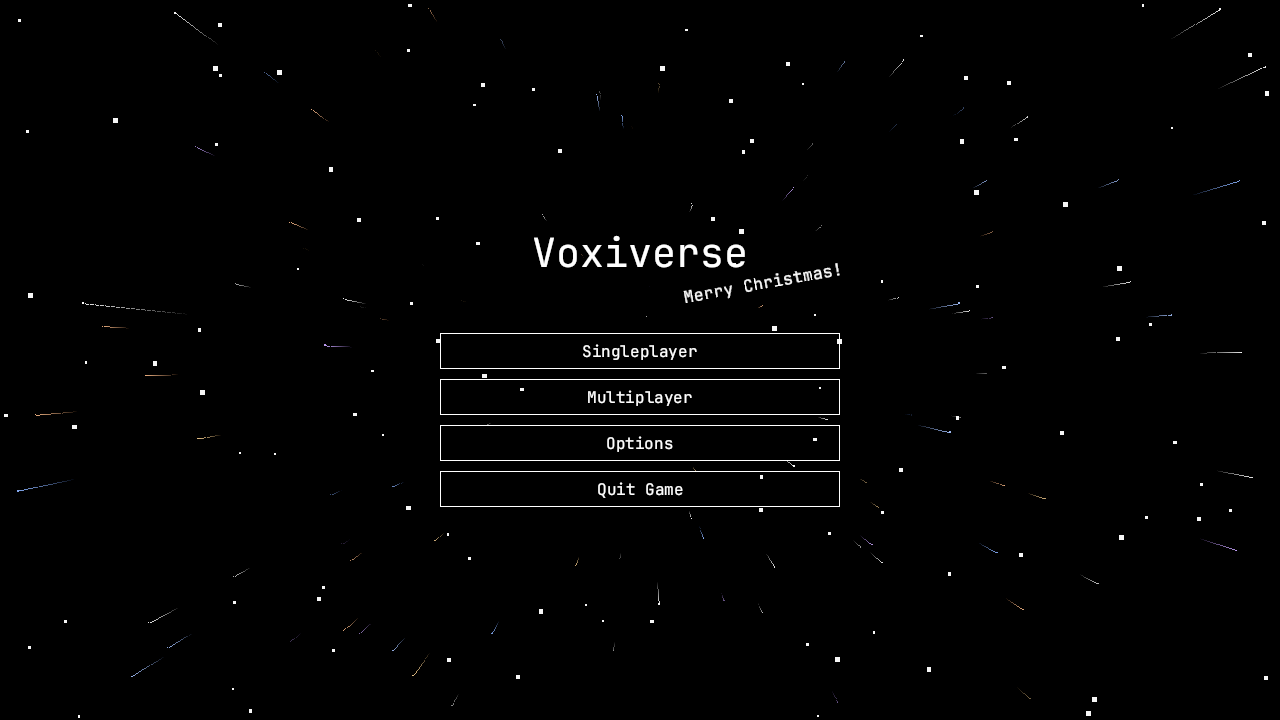 Voxiverse
Merry Christmas!
Singleplayer
Multiplayer
Options
Quit Game